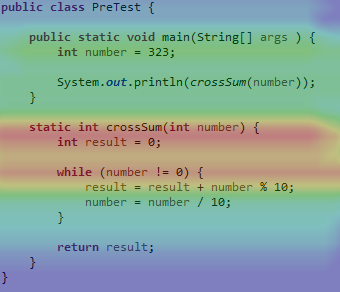 public class PreTest {
    public static void main(String[] args ) {
        int number = 323;
        System.out.println(crossSum(number));
    }
    static int crossSum(int number) {
        int result = 0;
        while (number != 0) {
            result = result + number % 10;
            number = number / 10;
        }
        return result;
    }
}